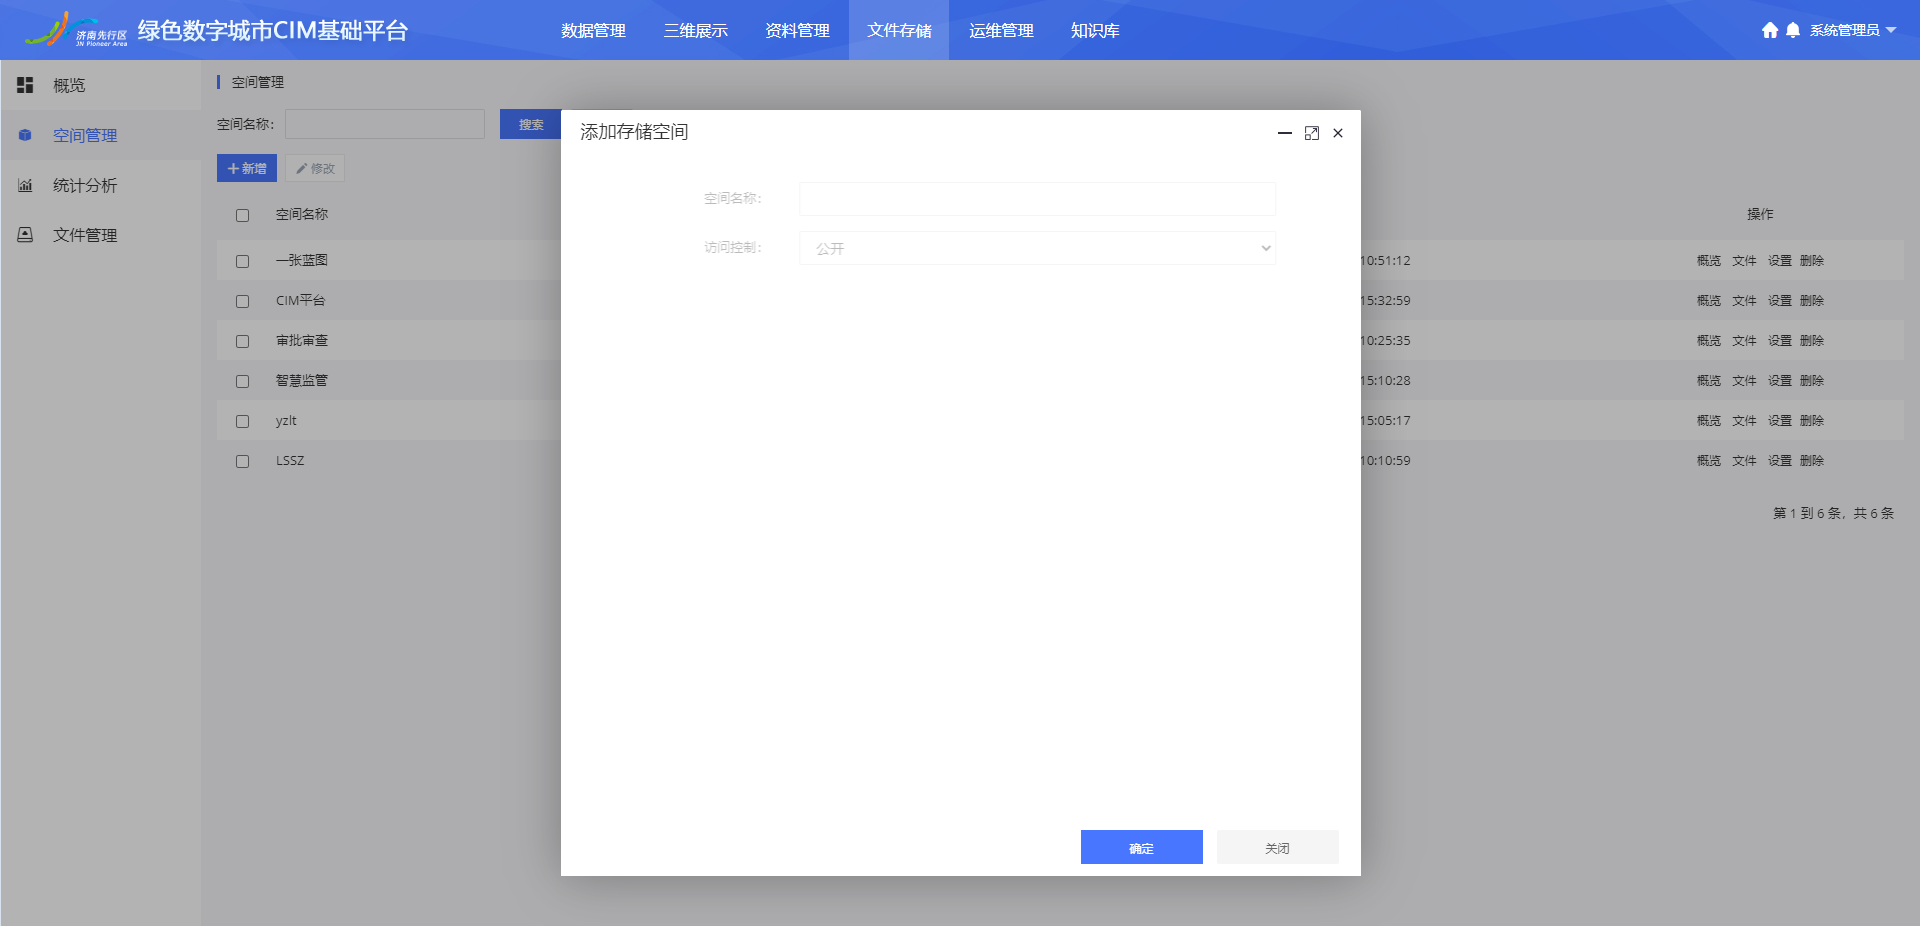 济南先行区
JN Pioneer Area
绿色数字城市CIM基础平台
数据管理 三维展示 资料管理 文件存储 运维管理 知识库
系统管理员
概览
空间管理
统计分析
文件管理
空间管理
空间名称：
搜索
新增 修改
空间名称 操作
一张蓝图 10:51:12 概览 文件 设置 删除
CIM平台 15:32:59 概览 文件 设置 删除
审批审查 10:25:35 概览 文件 设置 删除
智慧监管 15:10:28 概览 文件 设置 删除
yzlt 15:05:17 概览 文件 设置 删除
LSSZ 10:10:59 概览 文件 设置 删除
第 1 到 6 条，共 6 条
添加存储空间
空间名称：
访问控制： 公开
确定 关闭